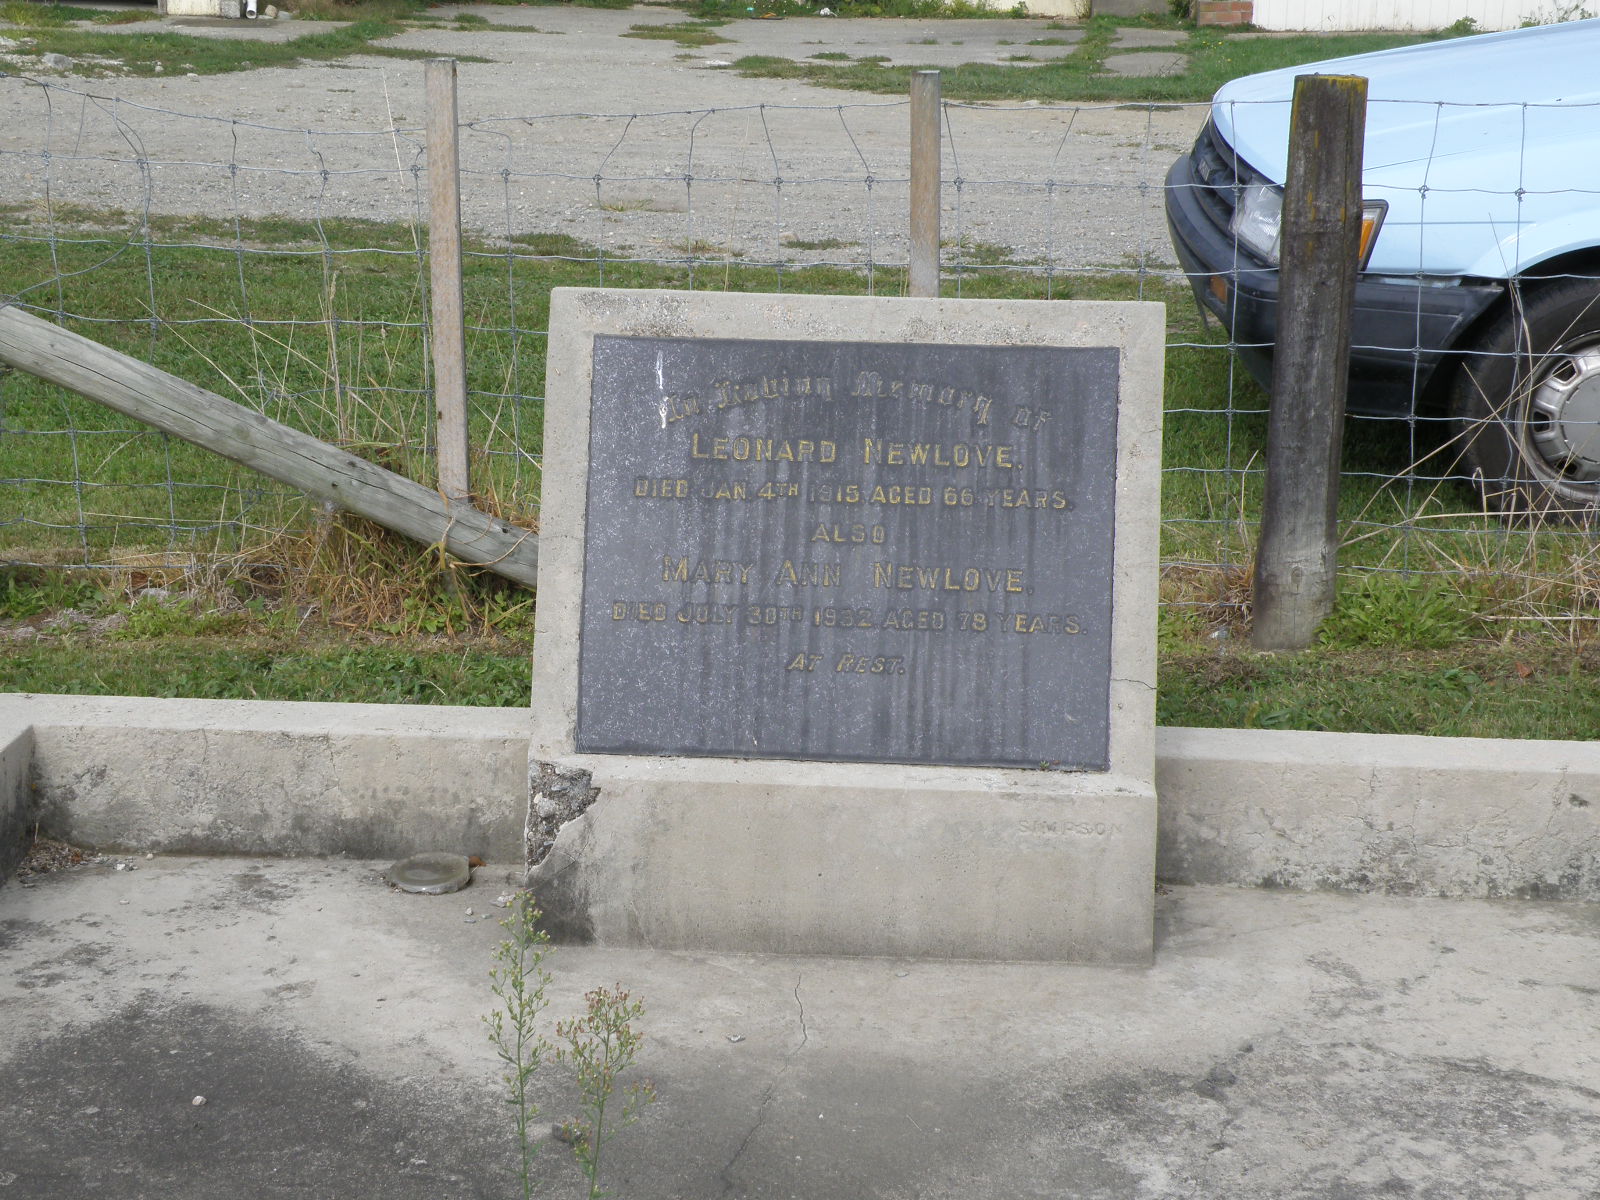 In Loving Memory of
LEONARD NEWLOVE.
DIED JAN 4TH 1915 AGED 66 YEARS.
ALSO
MARY ANN NEWLOVE.
DIED JULY 30TH 1932 AGED 78 YEARS.
AT REST.
SIMPSON